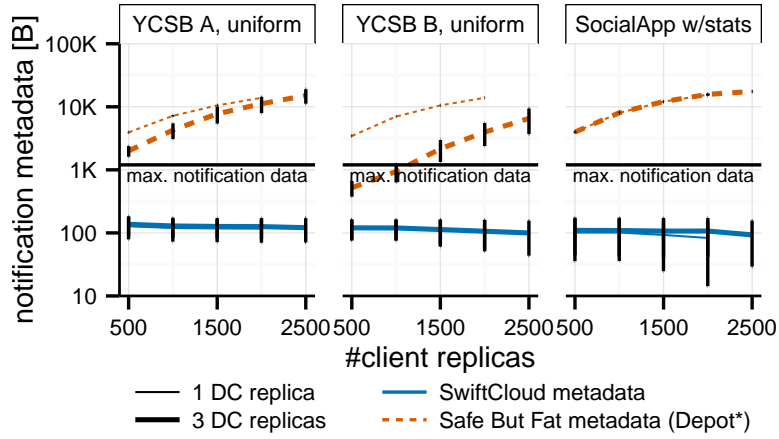 YCSB A, uniform
YCSB B, uniform
SocialApp w/stats
notification metadata [B]
100K
10K
1K
100
10
max. notification data
max. notification data
max. notification data
500 1500 2500
500 1500 2500
500 1500 2500
#client replicas
1 DC replica
3 DC replicas
SwiftCloud metadata
Safe But Fat metadata (Depot*)